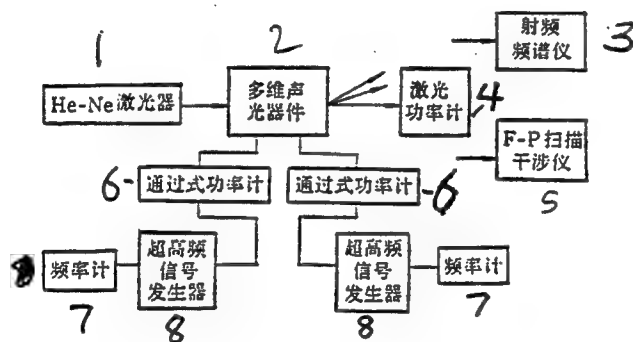 1
2
3
射频
频谱仪
He-Ne激光器
多维声
光器件
激光
功率计
4
F-P扫描
干涉仪
5
6
通过式功率计
通过式功率计
6
频率计
超高频
信号
发生器
超高频
信号
发生器
频率计
7
8
8
7